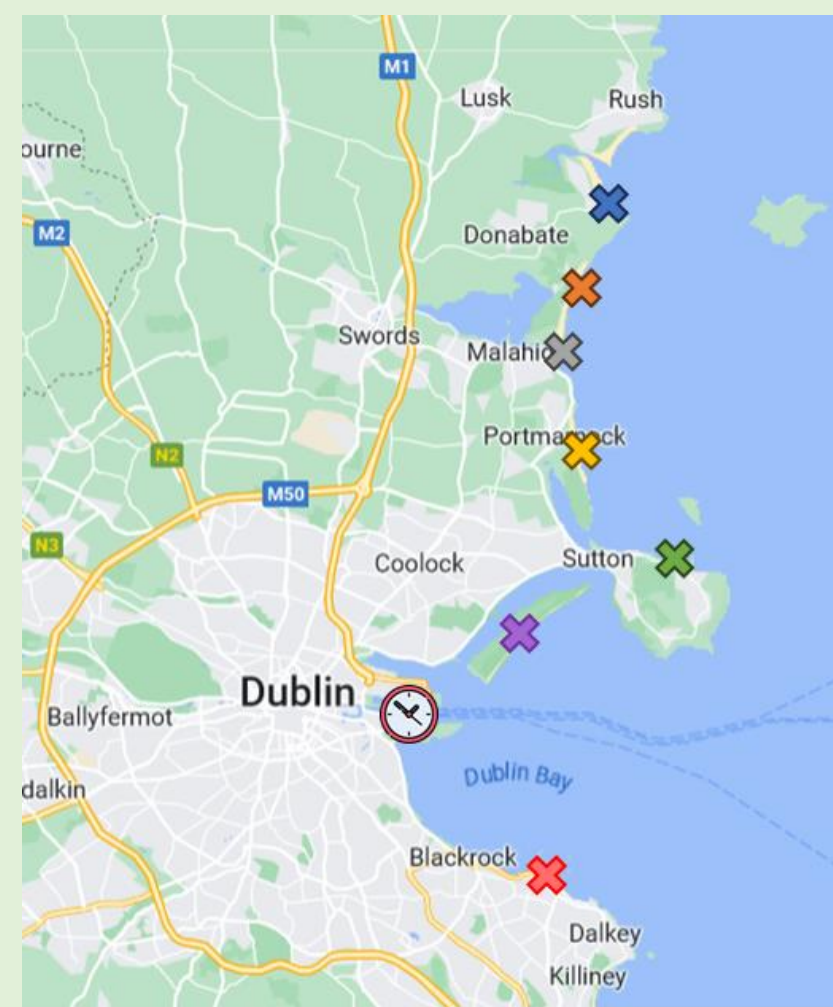 M1
Lusk
Rush
ourne
M2
Donabate
Swords
Malahid
Portmarnock
N2
M50
N3
Coolock
Sutton
Dublin
Ballyfermot
dalkin
Dublin Bay
Blackrock
Dalkey
Killiney